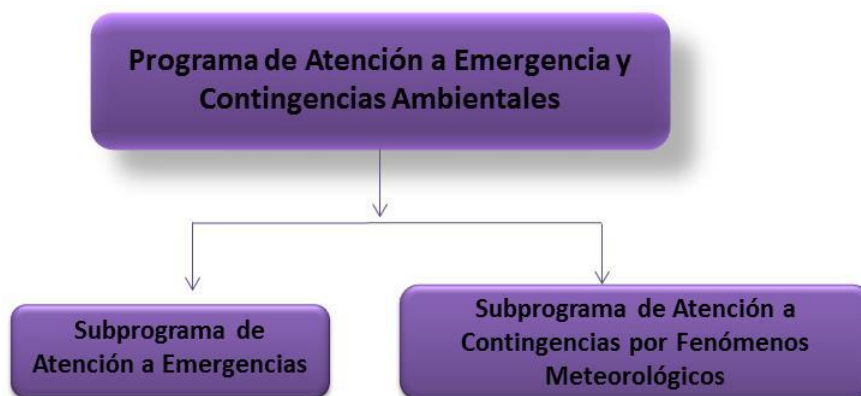 Programa de Atención a Emergencia y
Contingencias Ambientales
Subprograma de
Atención a Emergencias
Subprograma de Atención a
Contingencias por Fenómenos
Meteorológicos